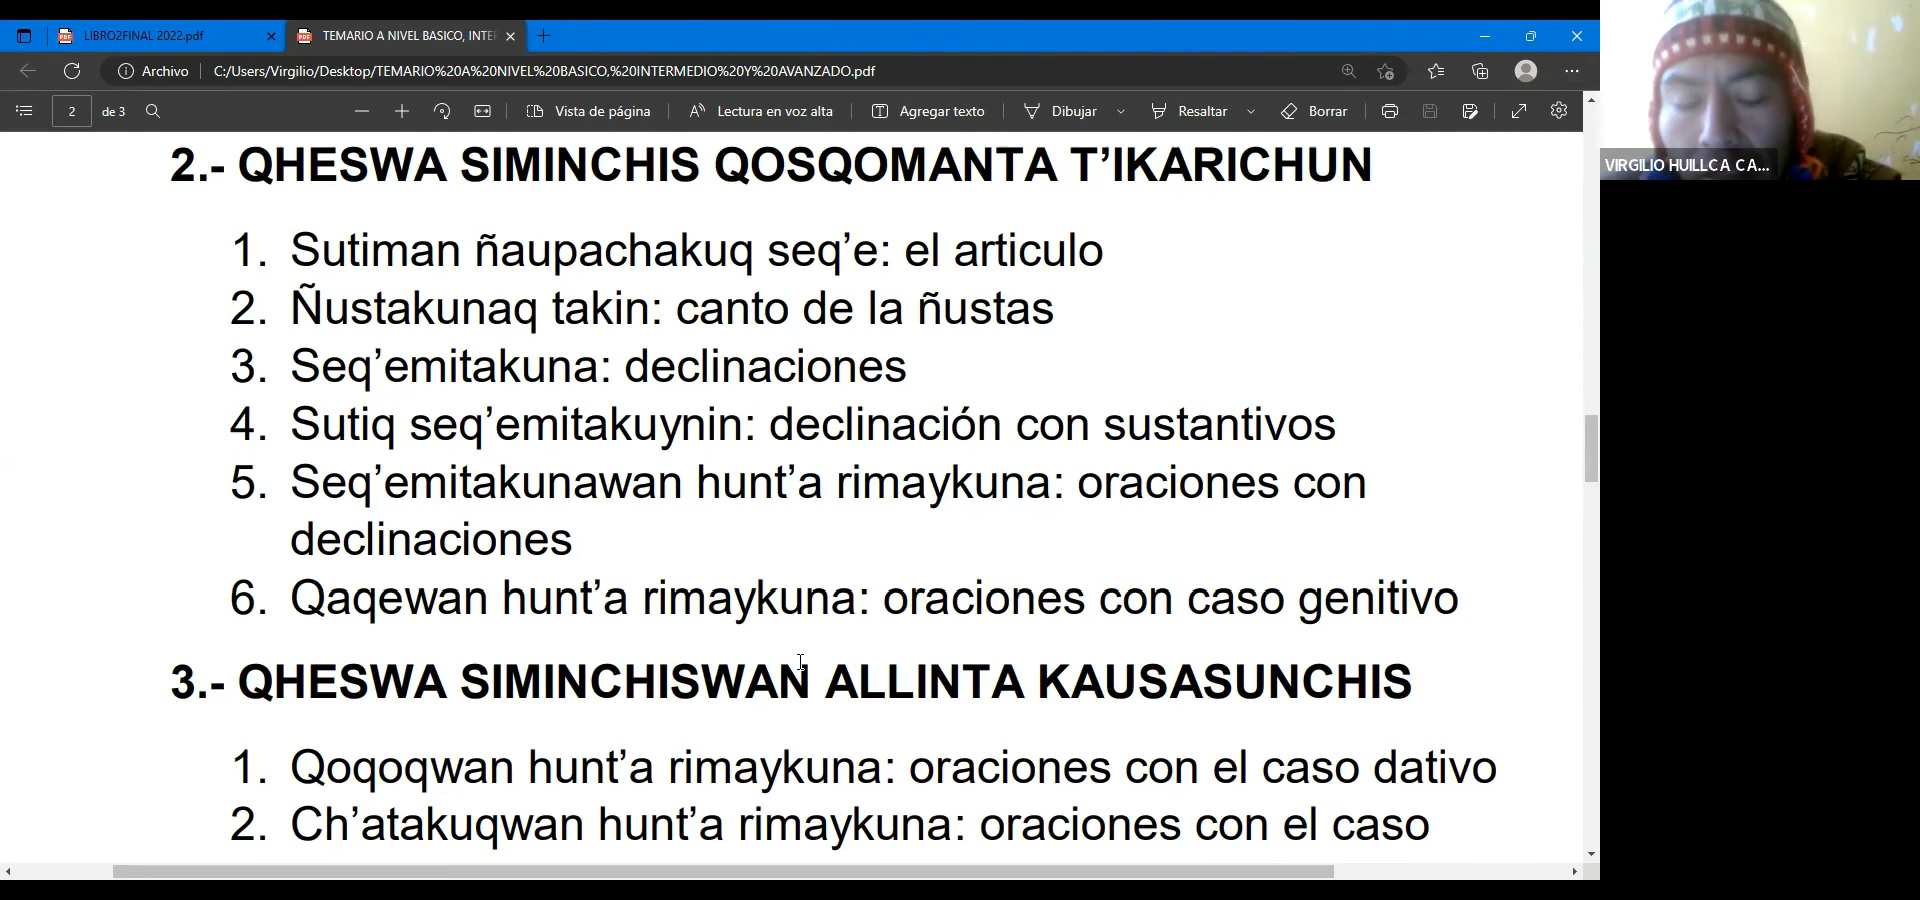 LIBRO2FINAL 2022.pdf
TEMARIO A NIVEL BASICO, INTE
Archivo
C:/Users/Virgilio/Desktop/TEMARIO%20A%20NIVEL%20BASICO,%20INTERMEDIO%20Y%20AVANZADO.pdf
2 de 3
Vista de página
Lectura en voz alta
Agregar texto
Dibujar
Resaltar
Borrar
VIRGILIO HUILLCA CA...
2.- QHESWA SIMINCHIS QOSQOMANTA T’IKARICHUN
1. Sutiman ñaupachakuq seq’e: el articulo
2. Ñustakunaq takin: canto de la ñustas
3. Seq’emitakuna: declinaciones
4. Sutiq seq’emitakuynin: declinación con sustantivos
5. Seq’emitakunawan hunt’a rimaykuna: oraciones con
declinaciones
6. Qaqewan hunt’a rimaykuna: oraciones con caso genitivo
3.- QHESWA SIMINCHISWAN ALLINTA KAUSASUNCHIS
1. Qoqoqwan hunt’a rimaykuna: oraciones con el caso dativo
2. Ch’atakuqwan hunt’a rimaykuna: oraciones con el caso